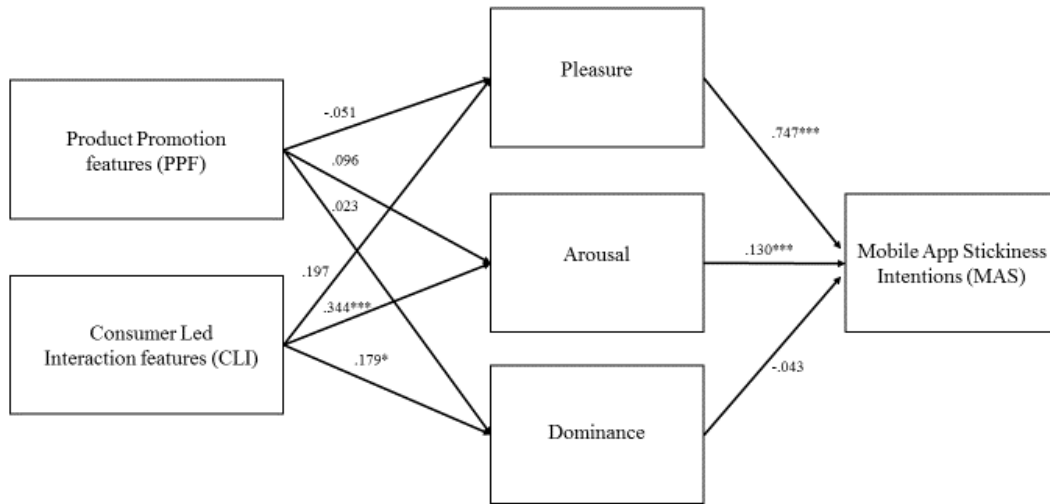 Pleasure
-.051
Product Promotion
features (PPF)
.747***
.096
.023
Arousal
.130***
Mobile App Stickiness
Intentions (MAS)
.197
.344***
Consumer Led
Interaction features (CLI)
.179*
-.043
Dominance